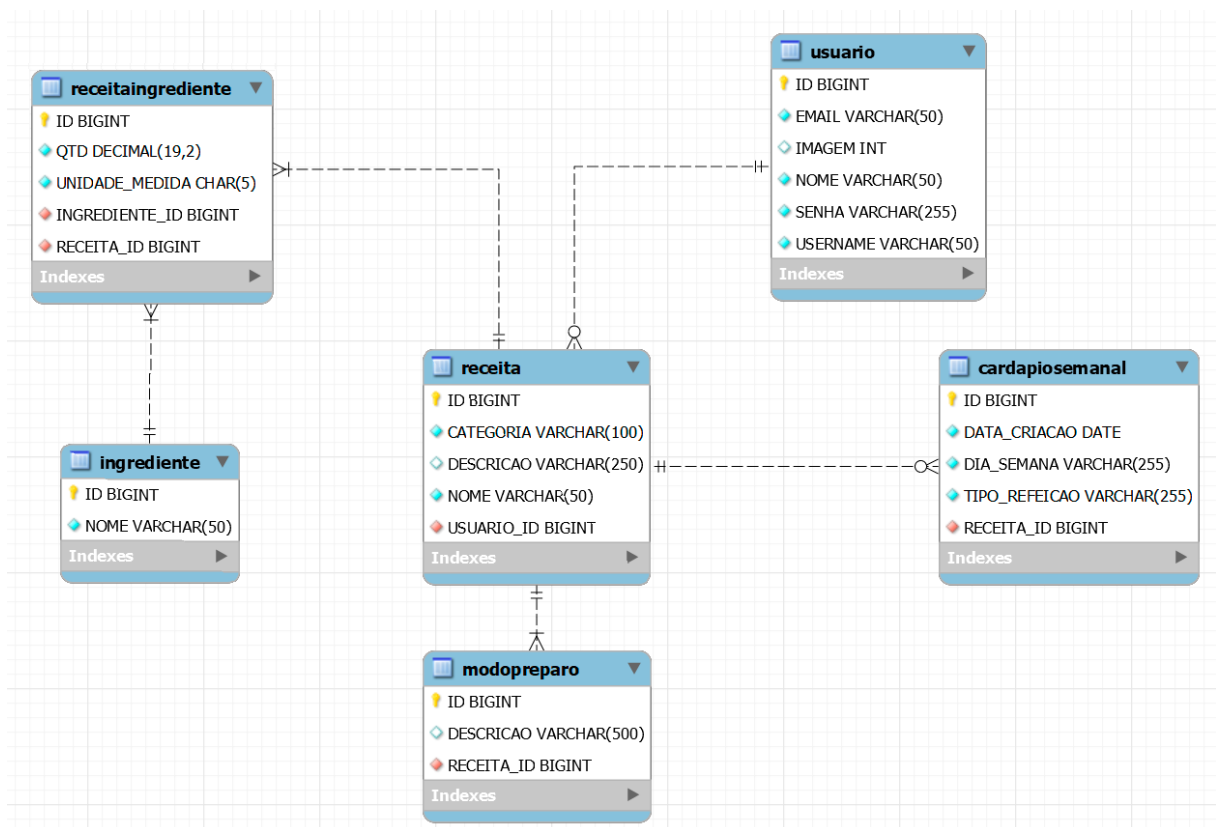 receitaingrediente
ID BIGINT
QTD DECIMAL(19,2)
UNIDADE_MEDIDA CHAR(5)
INGREDIENTE_ID BIGINT
RECEITA_ID BIGINT
Indexes
usuario
ID BIGINT
EMAIL VARCHAR(50)
IMAGEM INT
NOME VARCHAR(50)
SENHA VARCHAR(255)
USERNAME VARCHAR(50)
Indexes
ingrediente
ID BIGINT
NOME VARCHAR(50)
Indexes
receita
ID BIGINT
CATEGORIA VARCHAR(100)
DESCRICAO VARCHAR(250)
NOME VARCHAR(50)
USUARIO_ID BIGINT
Indexes
cardapiosemanal
ID BIGINT
DATA_CRIACAO DATE
DIA_SEMANA VARCHAR(255)
TIPO_REFEICAO VARCHAR(255)
RECEITA_ID BIGINT
Indexes
modopreparo
ID BIGINT
DESCRICAO VARCHAR(500)
RECEITA_ID BIGINT
Indexes